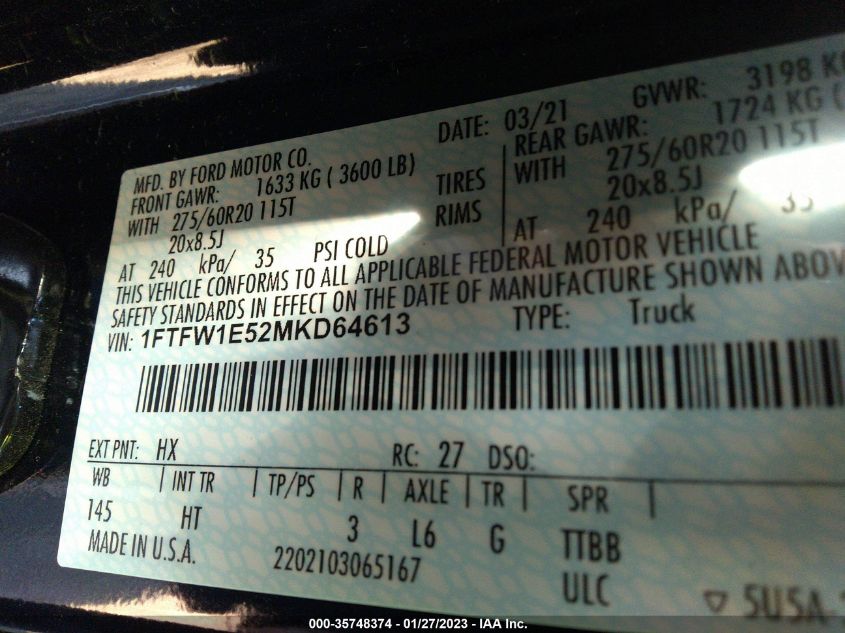 MFD. BY FORD MOTOR CO.
DATE: 03/21
GVWR: 3198
FRONT GAWR: 1633 KG ( 3600 LB)
REAR GAWR: 1724 KG (
WITH 275/60R20 115T
TIRES
WITH 275/60R20 115T
20x8.5J
RIMS
20x8.5J
AT 240 kPa/ 35 PSI COLD
AT 240 kPa/ 35
THIS VEHICLE CONFORMS TO ALL APPLICABLE FEDERAL MOTOR VEHICLE
SAFETY STANDARDS IN EFFECT ON THE DATE OF MANUFACTURE SHOWN ABOV
VIN: 1FTFW1E52MKD64613
TYPE: Truck
EXT PNT: HX RC: 27 DSO:
WB INT TR TP/PS R AXLE TR SPR
145 HT 3 L6 G TTBB
MADE IN U.S.A. 2202103065167 ULC
5USA
000-35748374 - 01/27/2023 - IAA Inc.